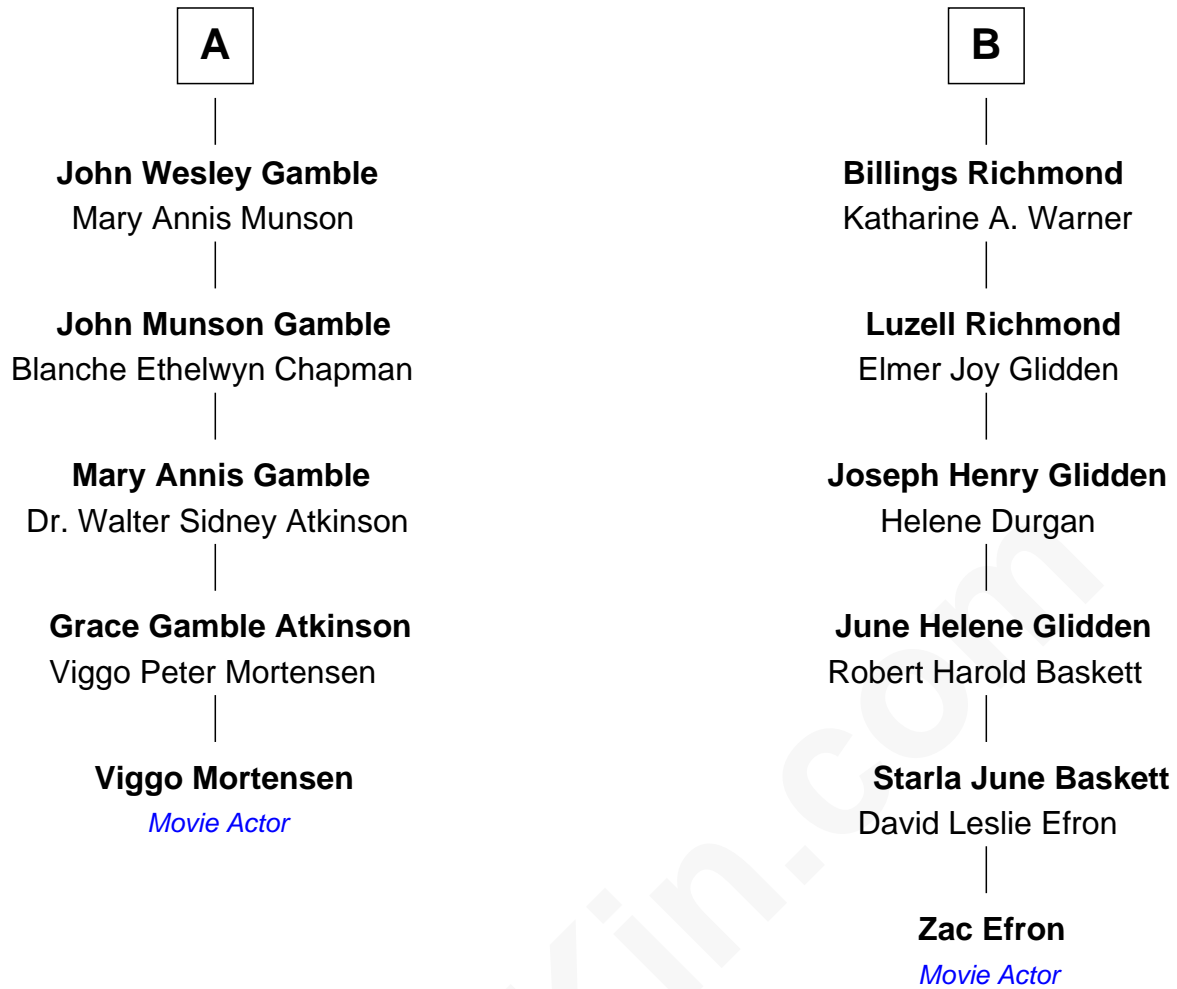 A
John Wesley Gamble
Mary Annis Munson
John Munson Gamble
Blanche Ethelwyn Chapman
Mary Annis Gamble
Dr. Walter Sidney Atkinson
Grace Gamble Atkinson
Viggo Peter Mortensen
Viggo Mortensen
Movie Actor
B
Billings Richmond
Katharine A. Warner
Luzell Richmond
Elmer Joy Glidden
Joseph Henry Glidden
Helene Durgan
June Helene Glidden
Robert Harold Baskett
Starla June Baskett
David Leslie Efron
Zac Efron
Movie Actor
Kin.com